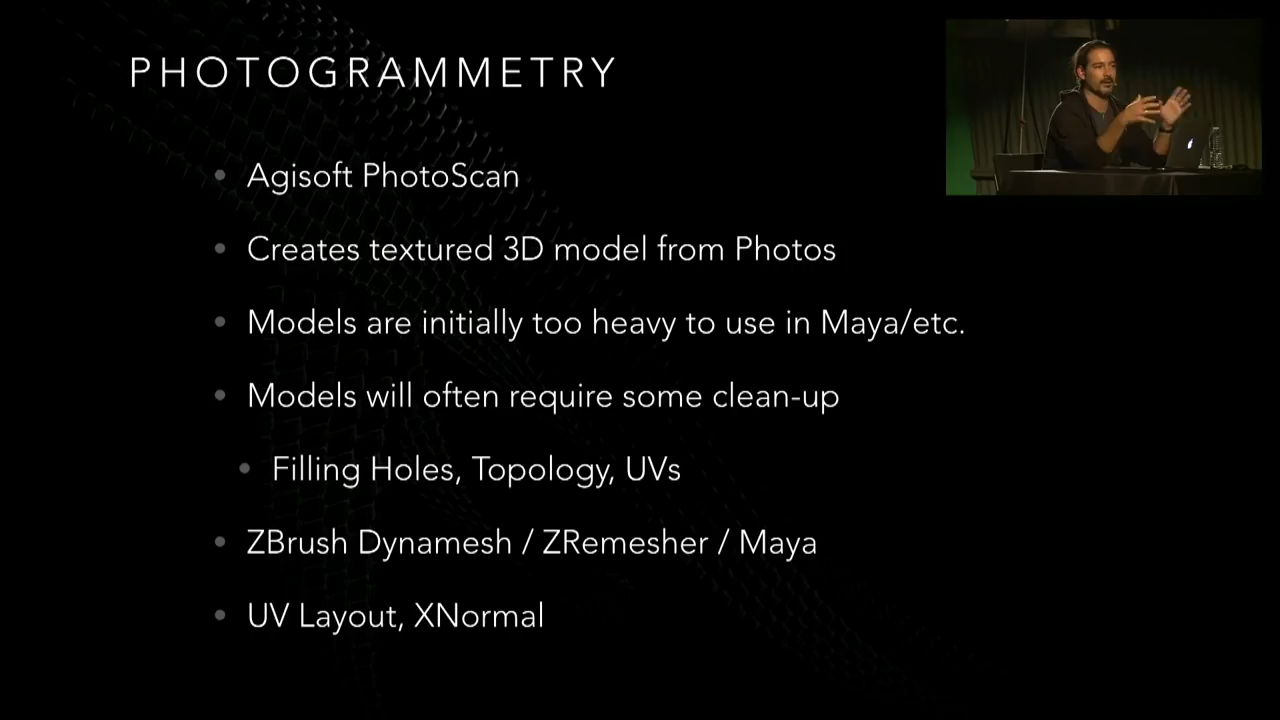 PHOTOGRAMMETRY
Agisoft PhotoScan
Creates textured 3D model from Photos
Models are initially too heavy to use in Maya/etc.
Models will often require some clean-up
Filling Holes, Topology, UVs
ZBrush Dynamesh / ZRemesher / Maya
UV Layout, XNormal